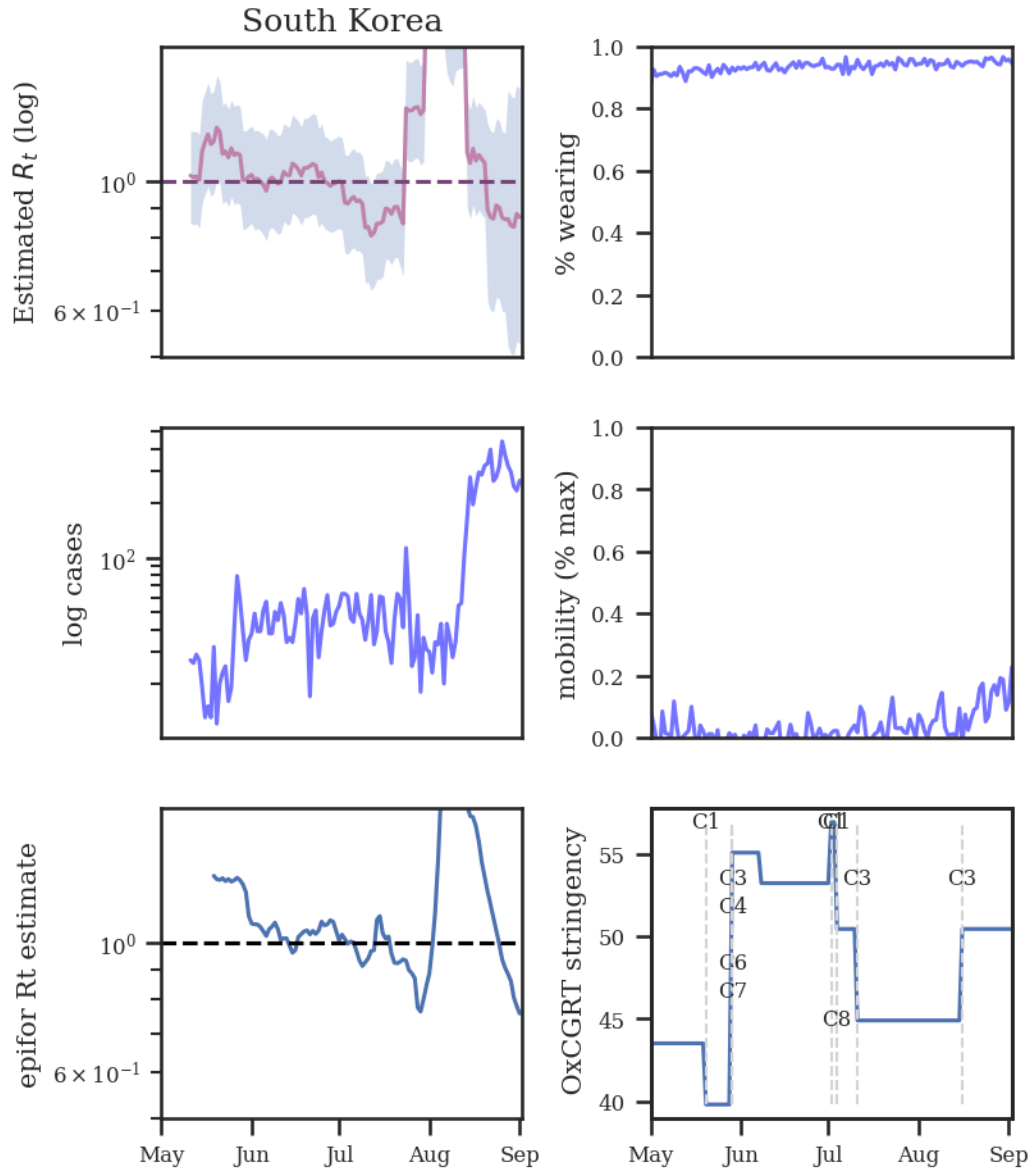 South Korea
Estimated R_t (log)
10^0
6 × 10^-1
% wearing
1.0
0.8
0.6
0.4
0.2
0.0
log cases
10^2
mobility (% max)
1.0
0.8
0.6
0.4
0.2
0.0
epifor Rt estimate
10^0
6 × 10^-1
May
Jun
Jul
Aug
Sep
OxCGRT stringency
55
50
45
40
C1
C1
C3
C3
C3
C4
C6
C7
C8
May
Jun
Jul
Aug
Sep